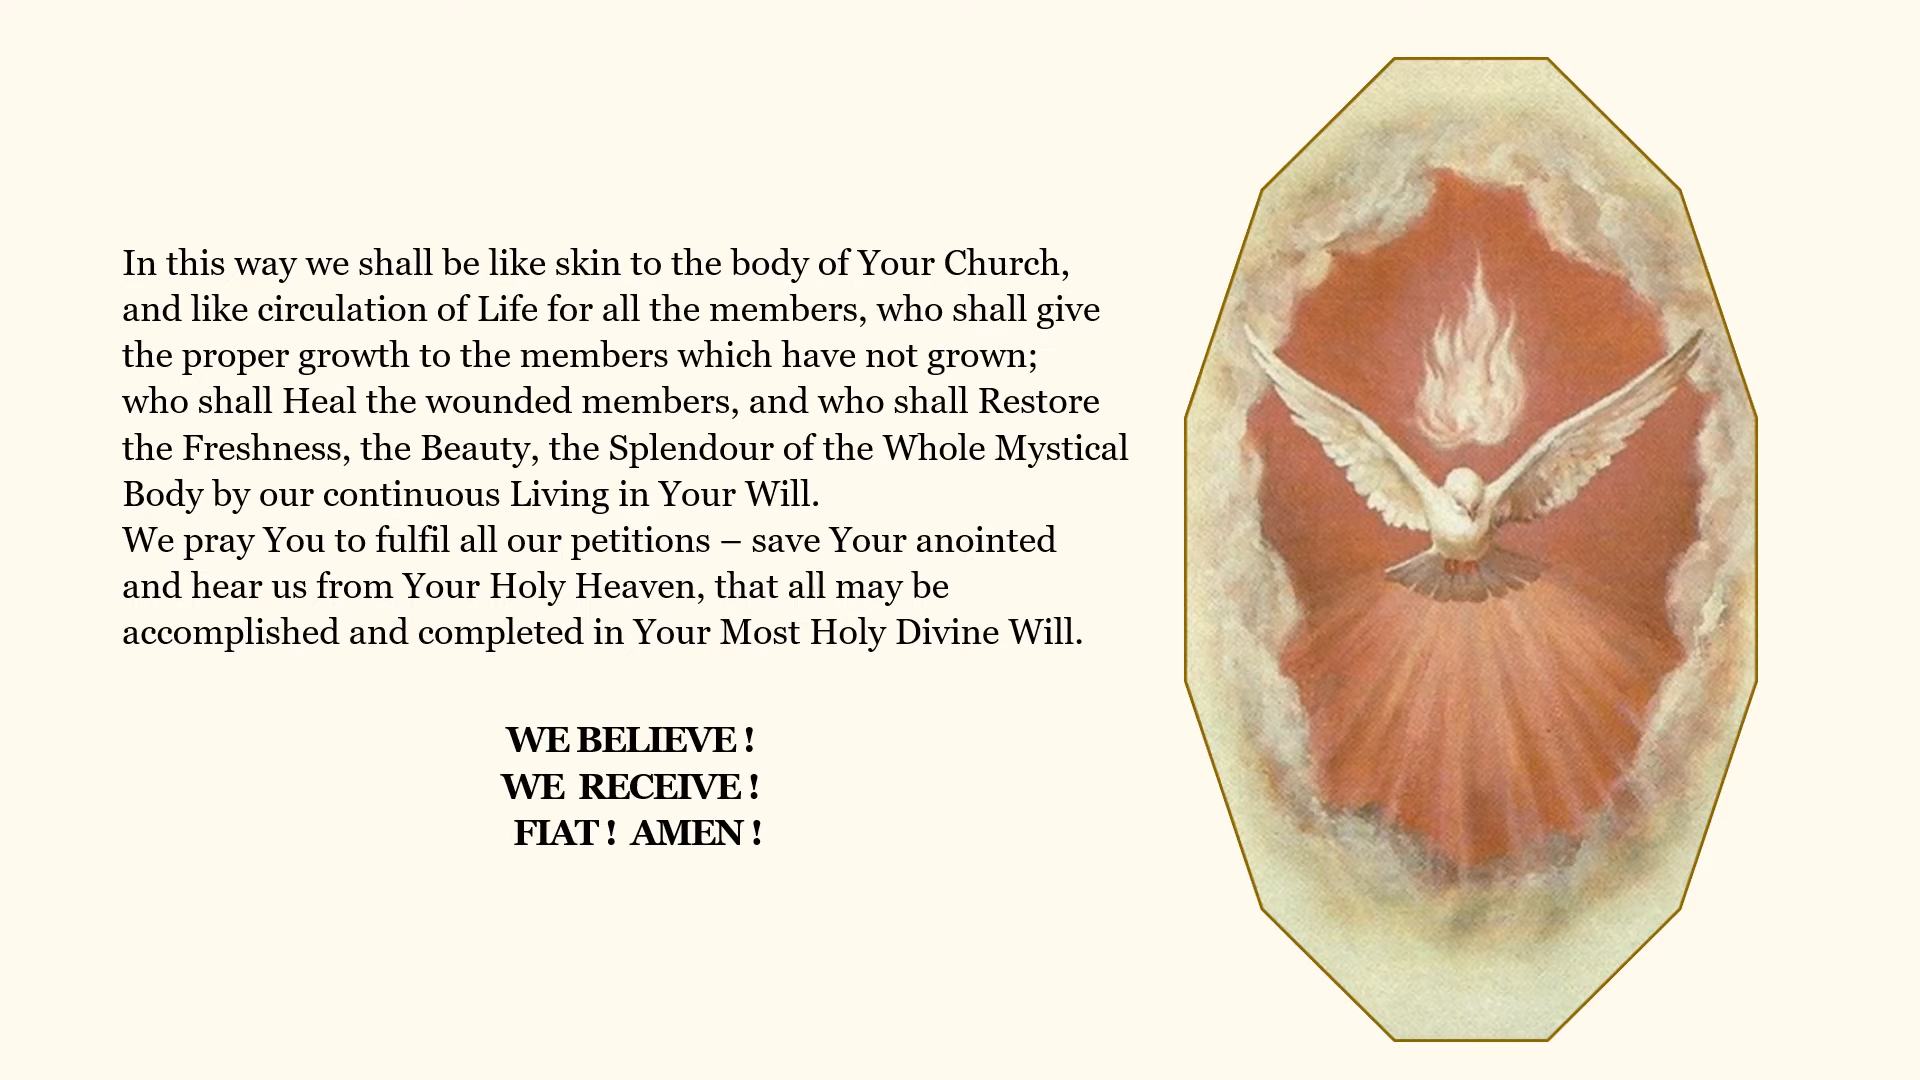 In this way we shall be like skin to the body of Your Church,
and like circulation of Life for all the members, who shall give
the proper growth to the members which have not grown;
who shall Heal the wounded members, and who shall Restore
the Freshness, the Beauty, the Splendour of the Whole Mystical
Body by our continuous Living in Your Will.
We pray You to fulfil all our petitions – save Your anointed
and hear us from Your Holy Heaven, that all may be
accomplished and completed in Your Most Holy Divine Will.
WE BELIEVE !
WE RECEIVE !
FIAT ! AMEN !